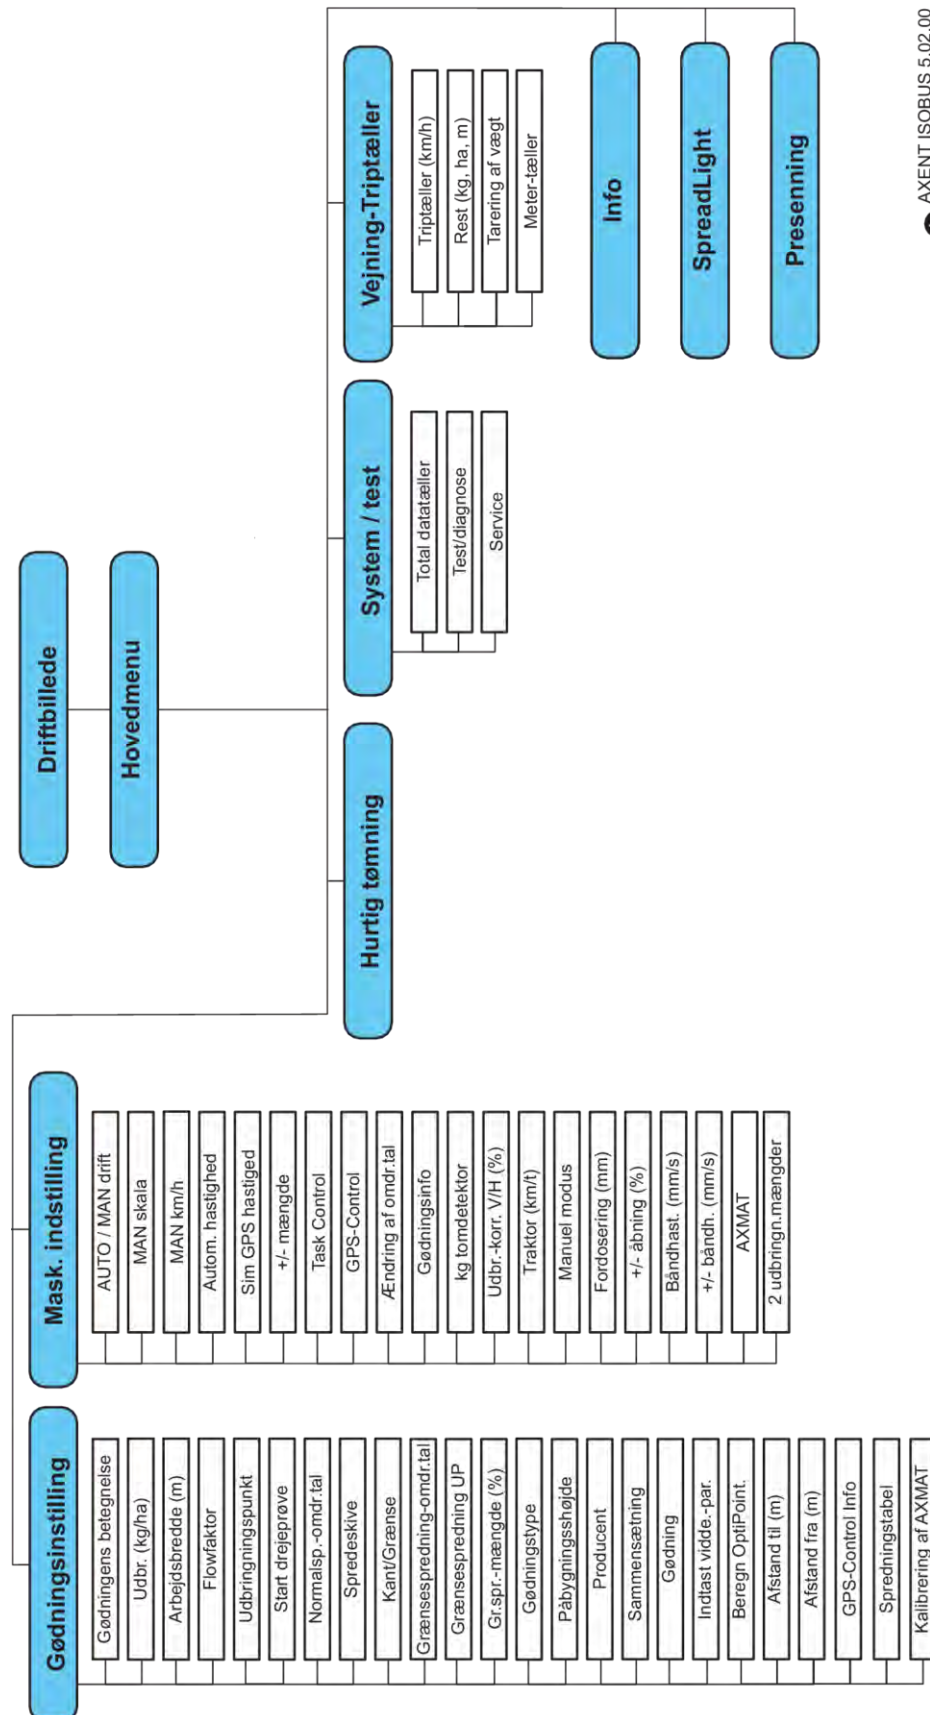 Driftbillede
Hovedmenu
Gødningsinstilling
Gødningens betegnelse
Udbr. (kg/ha)
Arbejdsbredde (m)
Flowfaktor
Udbringningspunkt
Start drejeprøve
Normalsp.-omdr.tal
Spredeskive
Kant/Grænse
Grænsespredning-omdr.tal
Grænsespredning UP
Gr.spr.-mængde (%)
Gødningstype
Påbygningsshøjde
Producent
Sammensætning
Gødning
Indtast vidde.-par.
Beregn OptiPoint.
Afstand til (m)
Afstand fra (m)
GPS-Control Info
Spredningstabel
Kalibrering af AXMAT
Mask. indstilling
AUTO / MAN drift
MAN skala
MAN km/h
Autom. hastighed
Sim GPS hastiged
+/- mængde
Task Control
GPS-Control
Ændring af omdr.tal
Gødningsinfo
kg tomdetektor
Udbr.-korr. V/H (%)
Traktor (km/t)
Manuel modus
Fordosering (mm)
+/- åbning (%)
Båndhast. (mm/s)
+/- båndh. (mm/s)
AXMAT
2 udbringn.mængder
Hurtig tømning
System / test
Total datatæller
Test/diagnose
Service
Vejning-Triptæller
Triptæller (km/h)
Rest (kg, ha, m)
Tarering af vægt
Meter-tæller
Info
SpreadLight
Presenning
AXENT ISOBUS 5.02.00